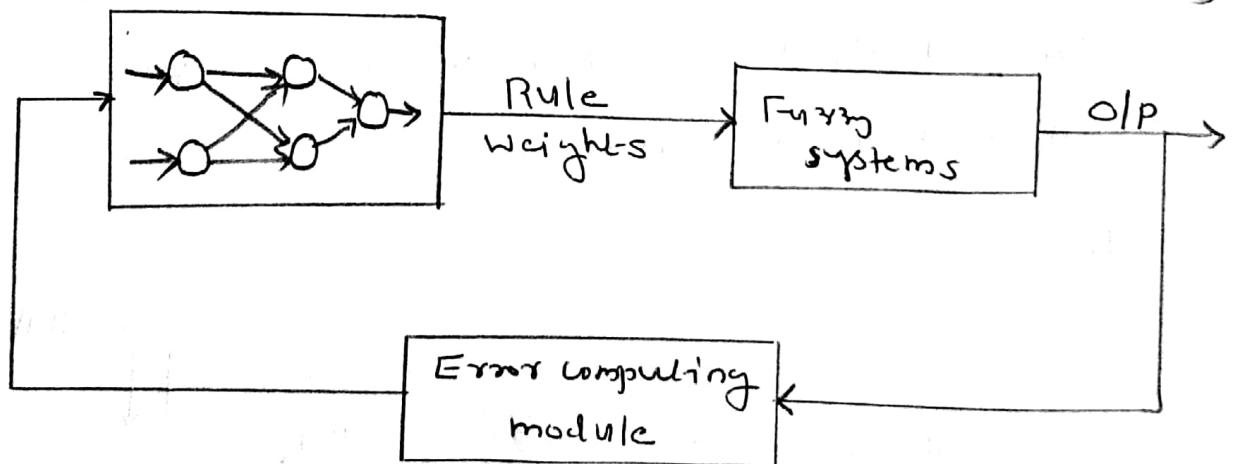 Rule
weights
Fuzzy
systems
O/P
Error computing
module